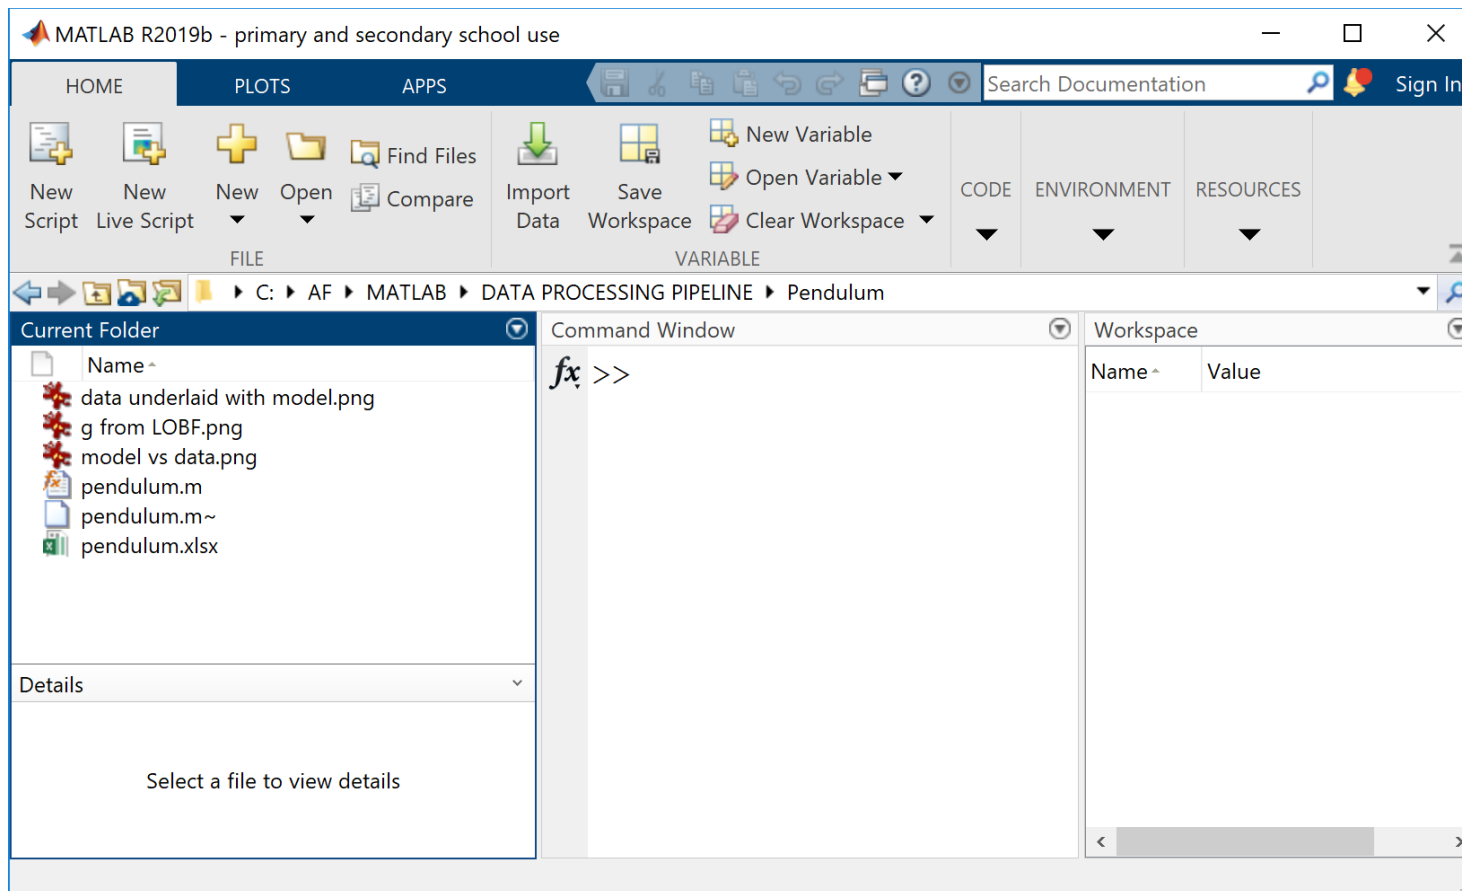 MATLAB R2019b - primary and secondary school use
HOME PLOTS APPS Search Documentation Sign In
New Script
New Live Script
New
Open
Find Files
Compare
Import Data
Save Workspace
New Variable
Open Variable
Clear Workspace
CODE
ENVIRONMENT
RESOURCES
FILE
VARIABLE
C: AF MATLAB DATA PROCESSING PIPELINE Pendulum
Current Folder
Name
data underlaid with model.png
g from LOBF.png
model vs data.png
pendulum.m
pendulum.m~
pendulum.xlsx
Details
Select a file to view details
Command Window
fx >>
Workspace
Name Value